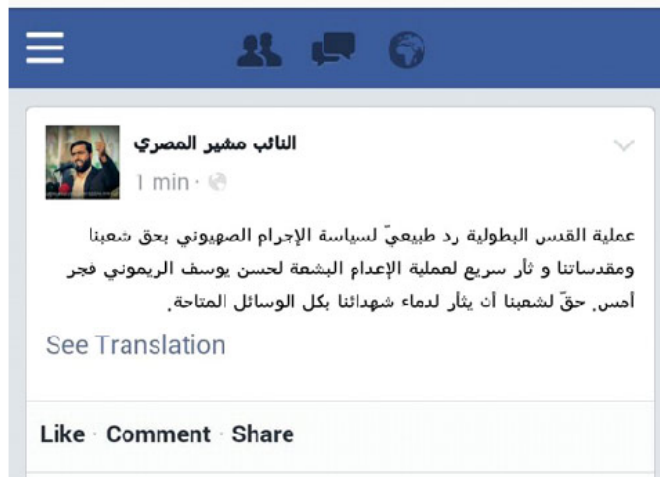 النائب مشير المصري
1 min ·
عملية القدس البطولية رد طبيعيّ لسياسة الإجرام الصهيوني بحق شعبنا
ومقدساتنا و ثأر سريع لعملية الإعدام البشعة لحسن يوسف الريموني فجر
أمس. حقّ لشعبنا أن يثأر لدماء شهدائنا بكل الوسائل المتاحة.
See Translation
Like · Comment · Share